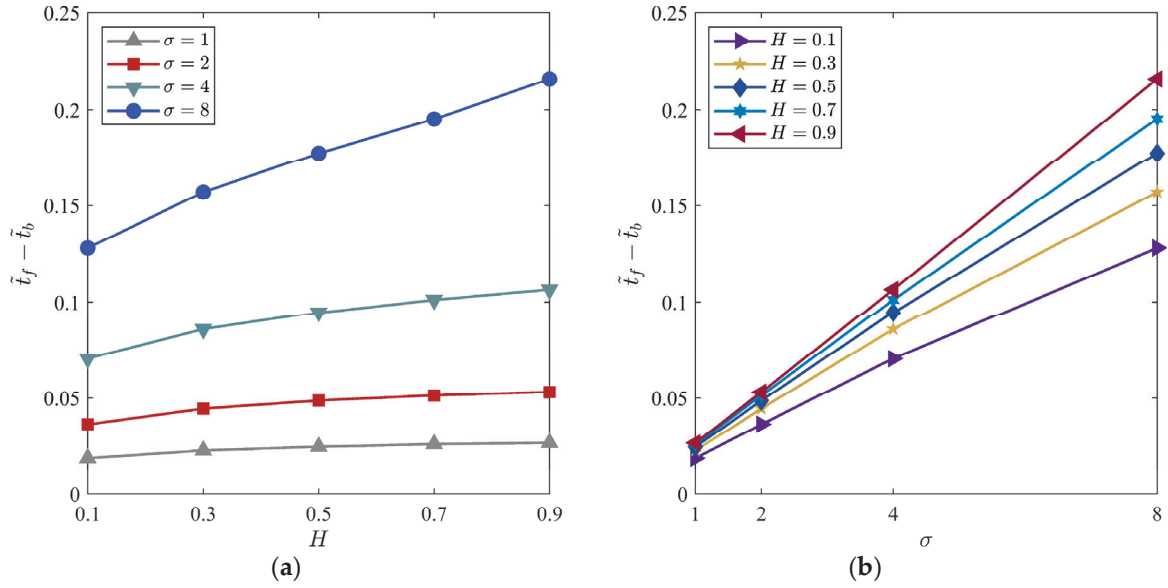 0.25
0.2
0.15
0.1
0.05
0
σ = 1
σ = 2
σ = 4
σ = 8
0.1 0.3 0.5 0.7 0.9
H
t̃f − t̃b
(a)
0.25
0.2
0.15
0.1
0.05
0
H = 0.1
H = 0.3
H = 0.5
H = 0.7
H = 0.9
1 2 4 8
σ
t̃f − t̃b
(b)